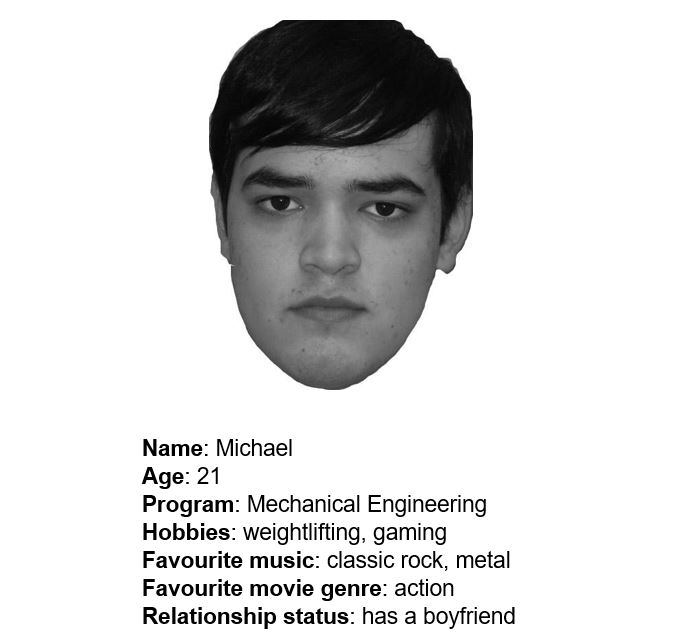 Name: Michael
Age: 21
Program: Mechanical Engineering
Hobbies: weightlifting, gaming
Favourite music: classic rock, metal
Favourite movie genre: action
Relationship status: has a boyfriend